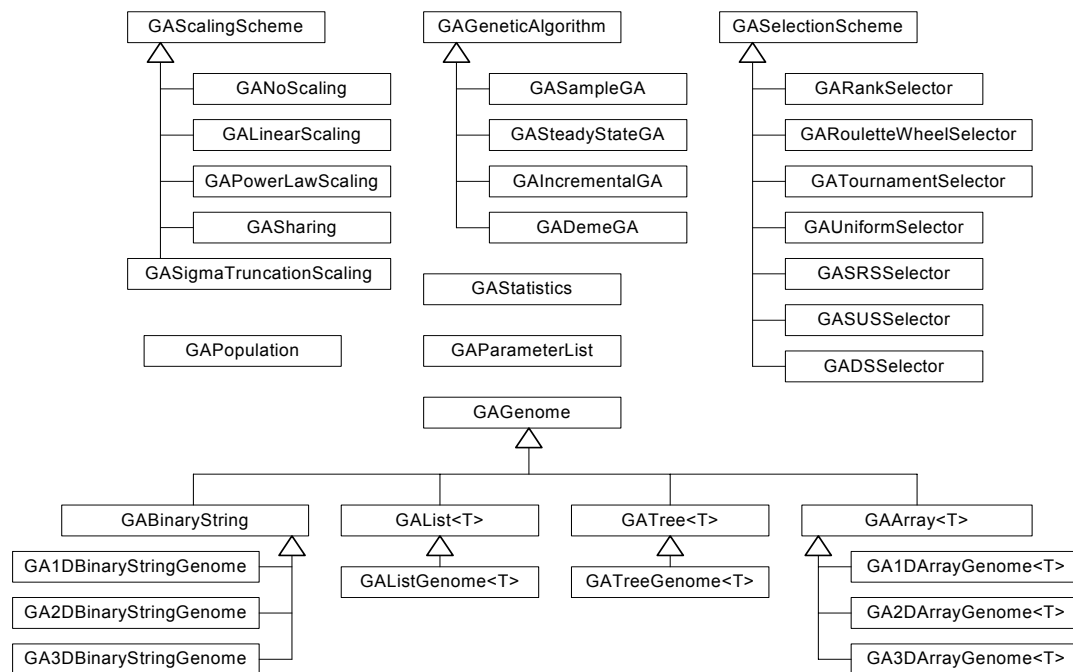 GAScalingScheme
GANoScaling
GALinearScaling
GAPowerLawScaling
GASharing
GASigmaTruncationScaling
GAGeneticAlgorithm
GASampleGA
GASteadyStateGA
GAIncrementalGA
GADemeGA
GASelectionScheme
GARankSelector
GARouletteWheelSelector
GATournamentSelector
GAUniformSelector
GASRSSelector
GASUSSelector
GADSSelector
GAStatistics
GAPopulation
GAParameterList
GAGenome
GABinaryString
GA1DBinaryStringGenome
GA2DBinaryStringGenome
GA3DBinaryStringGenome
GAList<T>
GAListGenome<T>
GATree<T>
GATreeGenome<T>
GAArray<T>
GA1DArrayGenome<T>
GA2DArrayGenome<T>
GA3DArrayGenome<T>